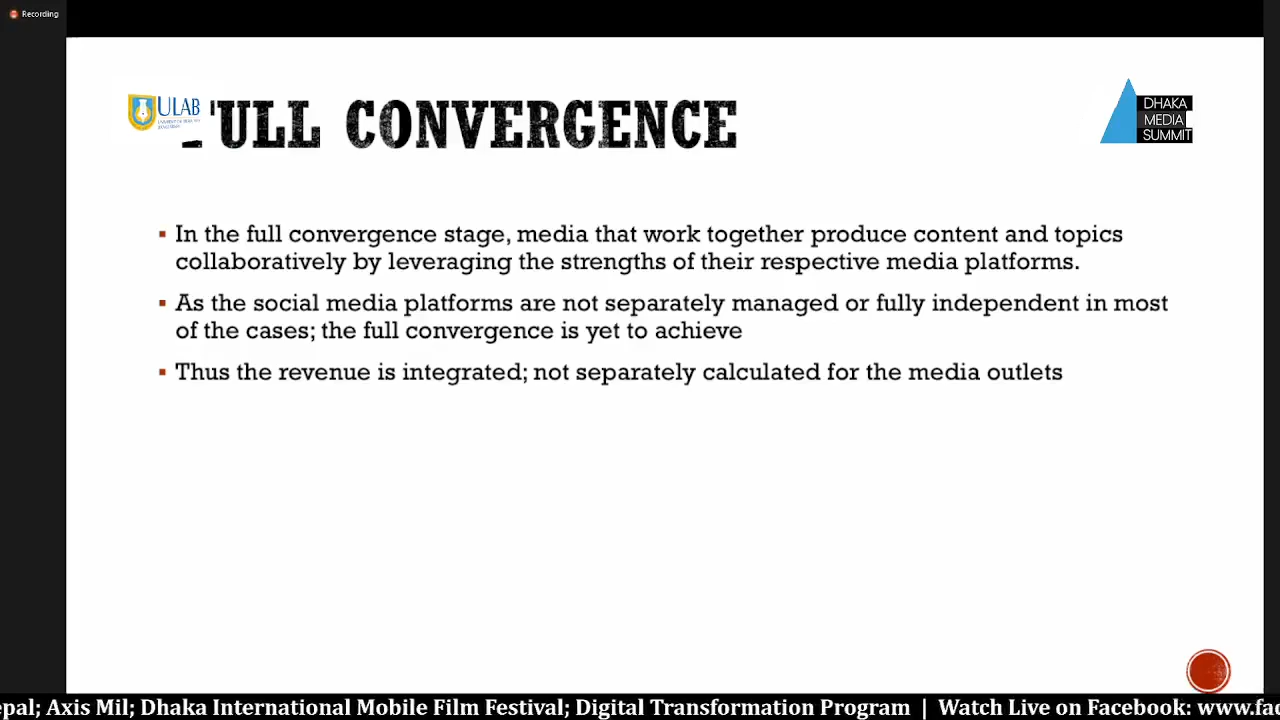 Recording
ULAB
ULL CONVERGENCE
DHAKA
MEDIA
SUMMIT
▪ In the full convergence stage, media that work together produce content and topics
collaboratively by leveraging the strengths of their respective media platforms.
▪ As the social media platforms are not separately managed or fully independent in most
of the cases; the full convergence is yet to achieve
▪ Thus the revenue is integrated; not separately calculated for the media outlets
epal; Axis Mil; Dhaka International Mobile Film Festival; Digital Transformation Program | Watch Live on Facebook: www.fac